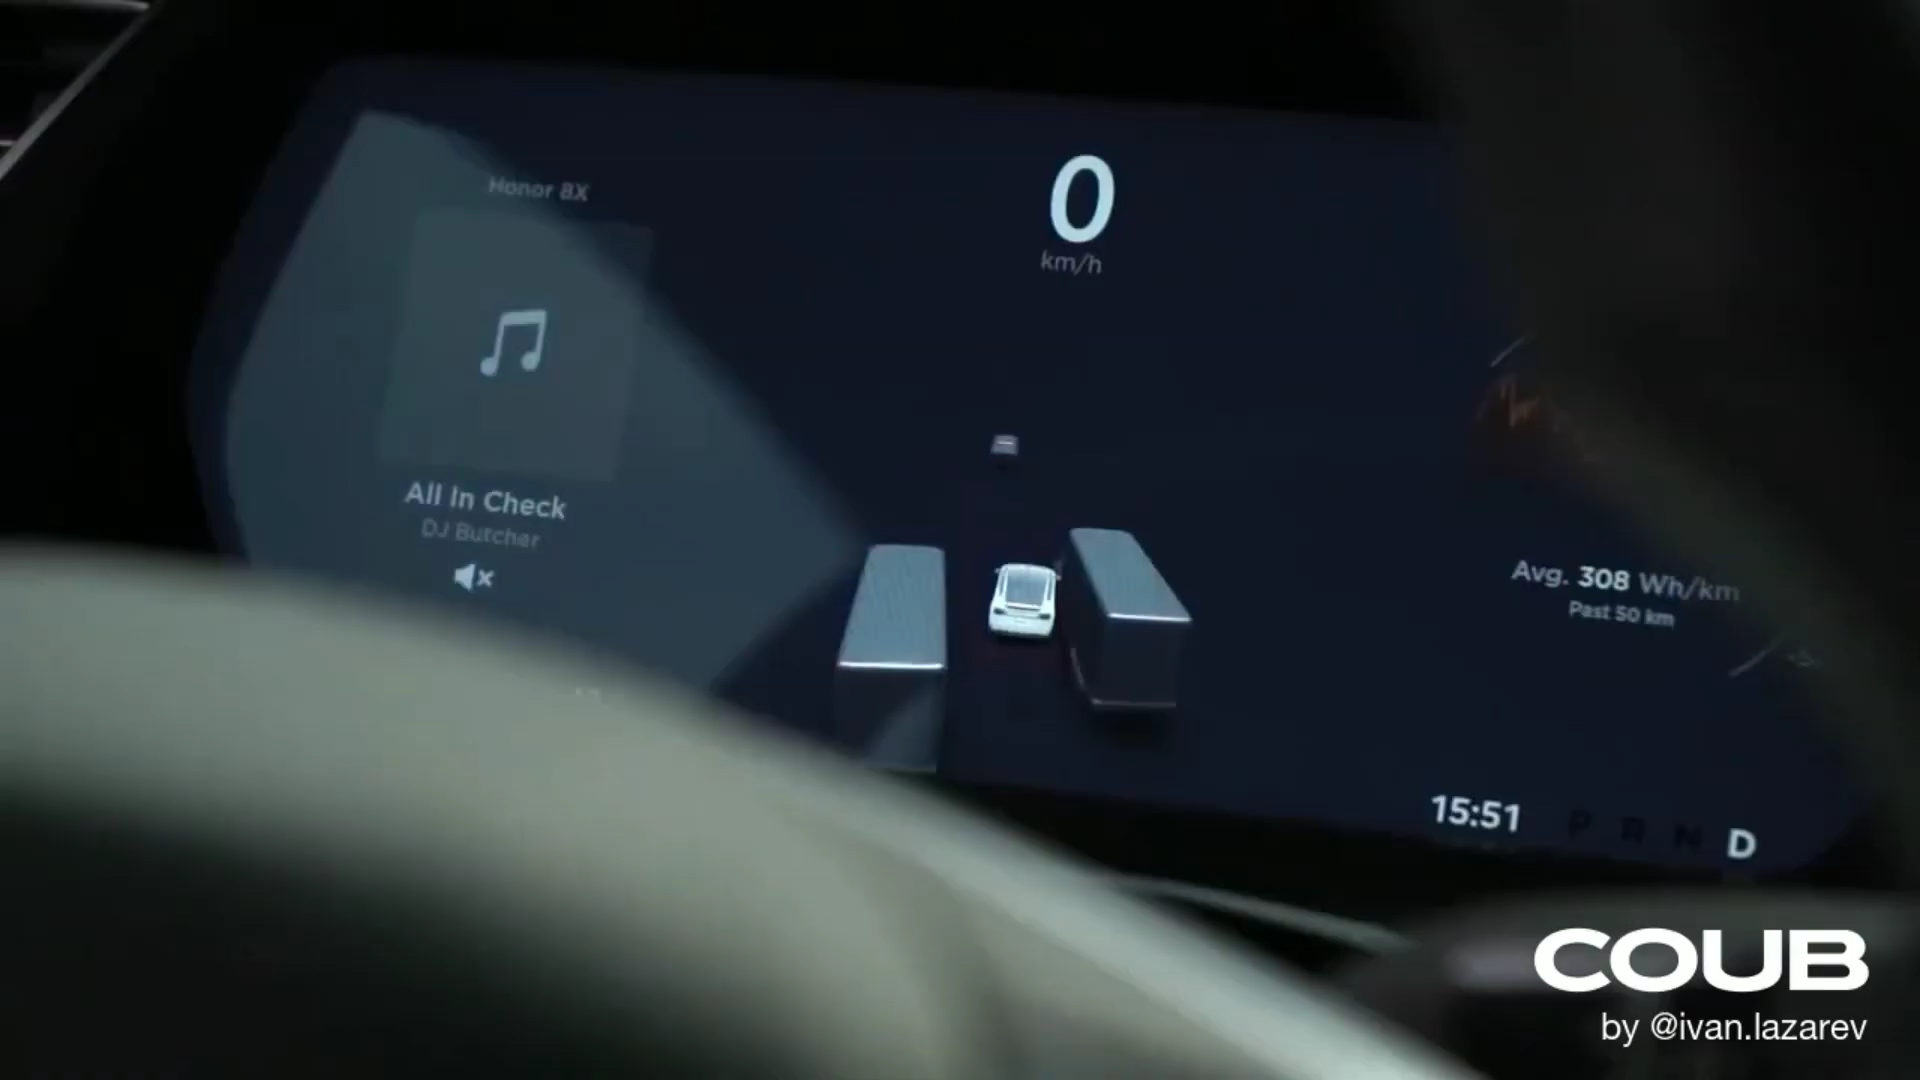 Honor 8X
0
km/h
All In Check
DJ Butcher
Avg. 308 Wh/km
Past 50 km
15:51
P R N D
COUB
by @ivan.lazarev